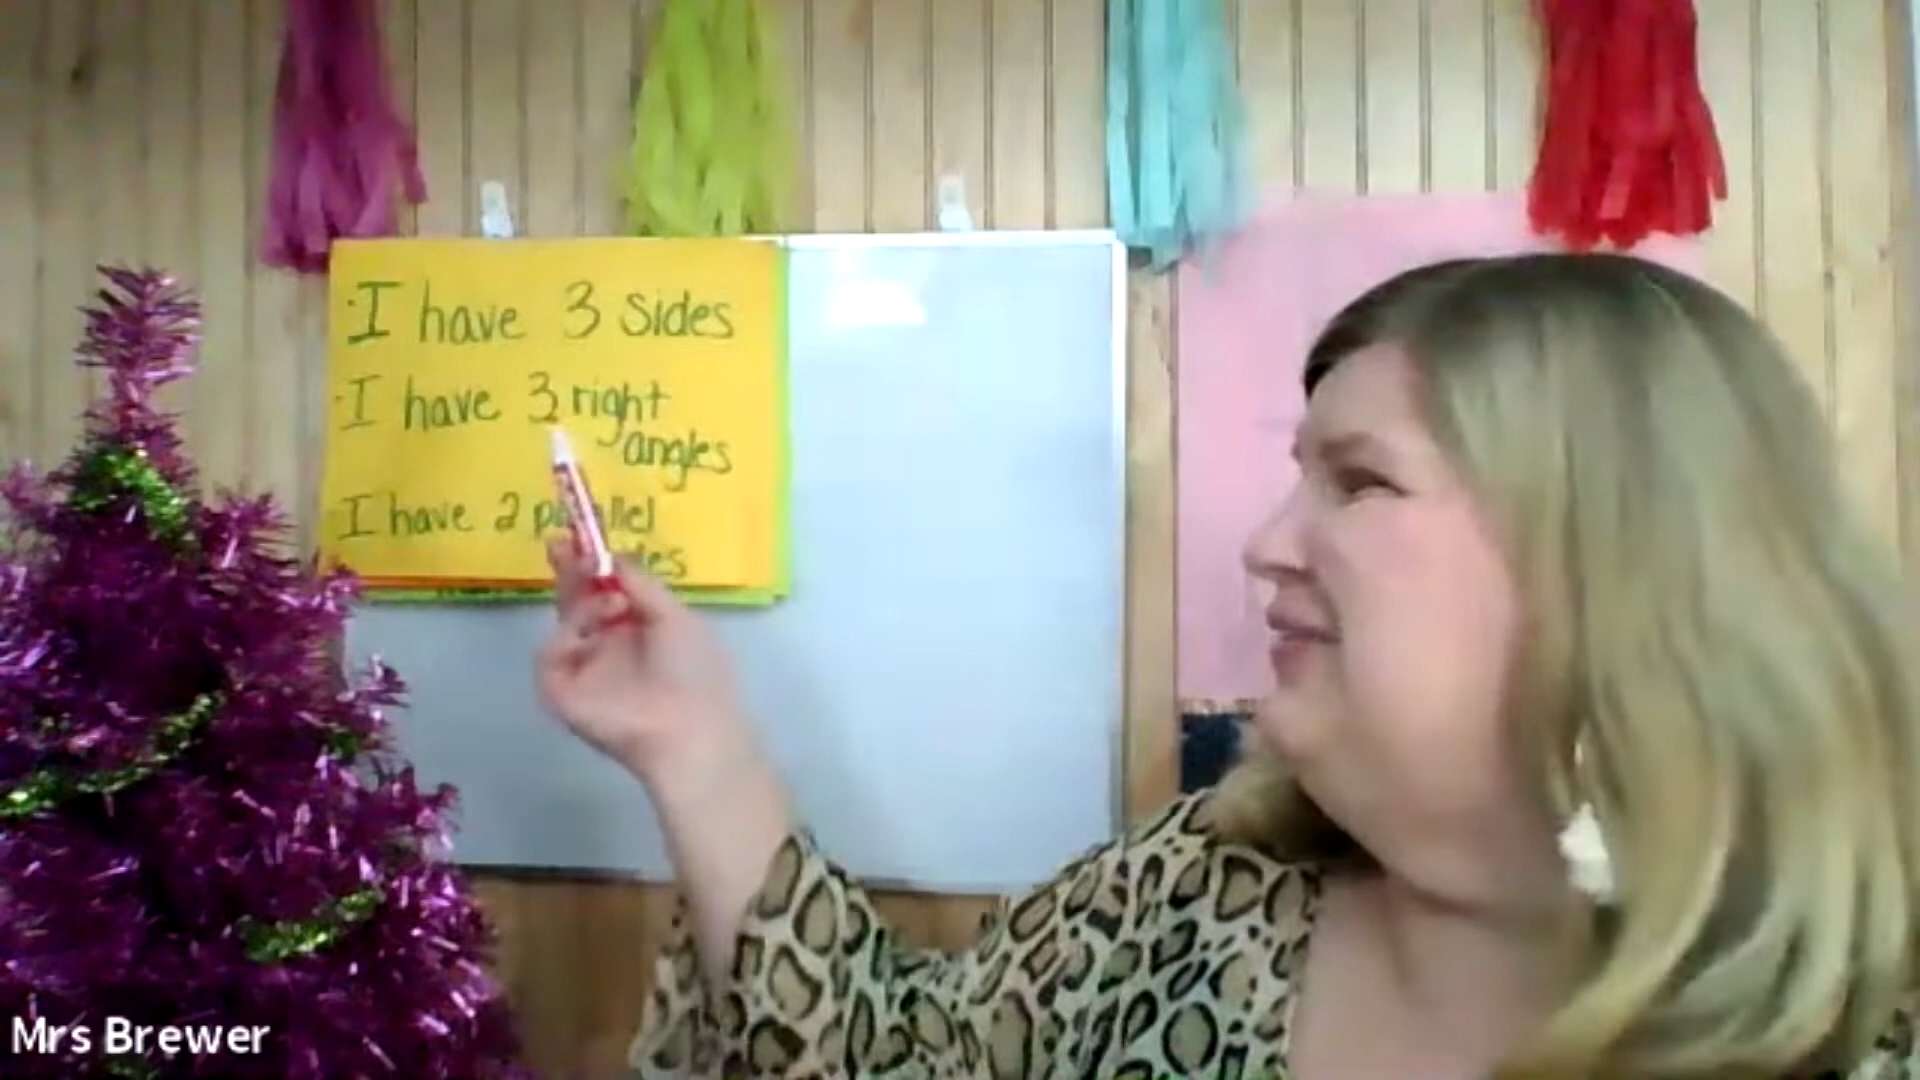 ·I have 3 sides
·I have 3 right
angles
I have 2
Mrs Brewer